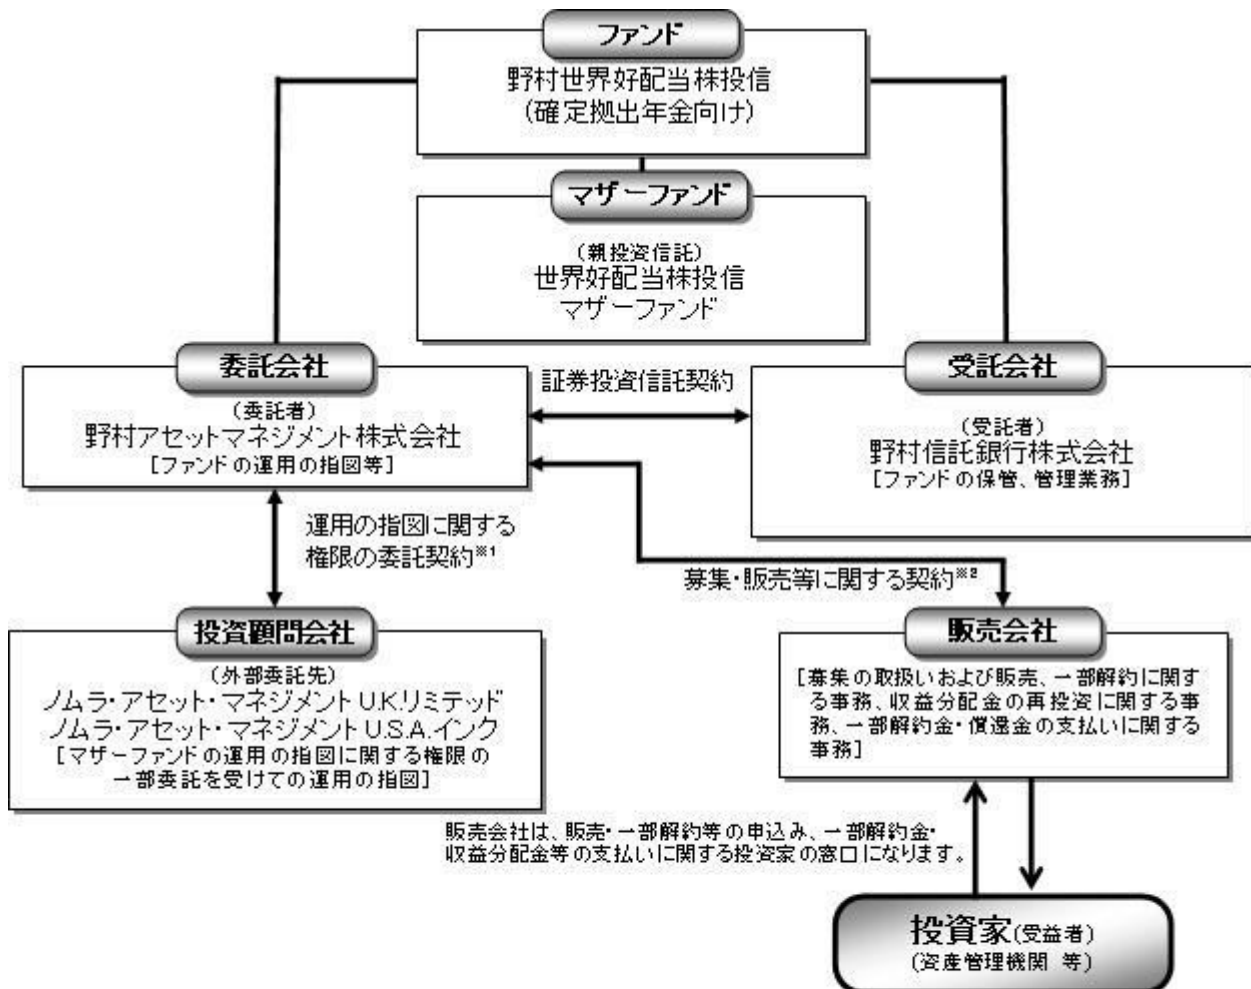 ファンド
野村世界好配当株投信
(確定拠出年金向け)
マザーファンド
(親投資信託)
世界好配当株投信
マザーファンド
委託会社
(委託者)
野村アセットマネジメント株式会社
[ファンドの運用の指図等]
証券投資信託契約
受託会社
(受託者)
野村信託銀行株式会社
[ファンドの保管、管理業務]
運用の指図に関する
権限の委託契約※1
募集・販売等に関する契約※2
投資顧問会社
(外部委託先)
ノムラ・アセット・マネジメントU.K.リミテッド
ノムラ・アセット・マネジメントU.S.A.インク
[マザーファンドの運用の指図に関する権限の
一部委託を受けての運用の指図]
販売会社
[募集の取扱いおよび販売、一部解約に関す
る事務、収益分配金の再投資に関する事
務、一部解約金・償還金の支払いに関する
事務]
販売会社は、販売・一部解約等の申込み、一部解約金・
収益分配金等の支払いに関する投資家の窓口になります。
投資家(受益者)
(資産管理機関 等)